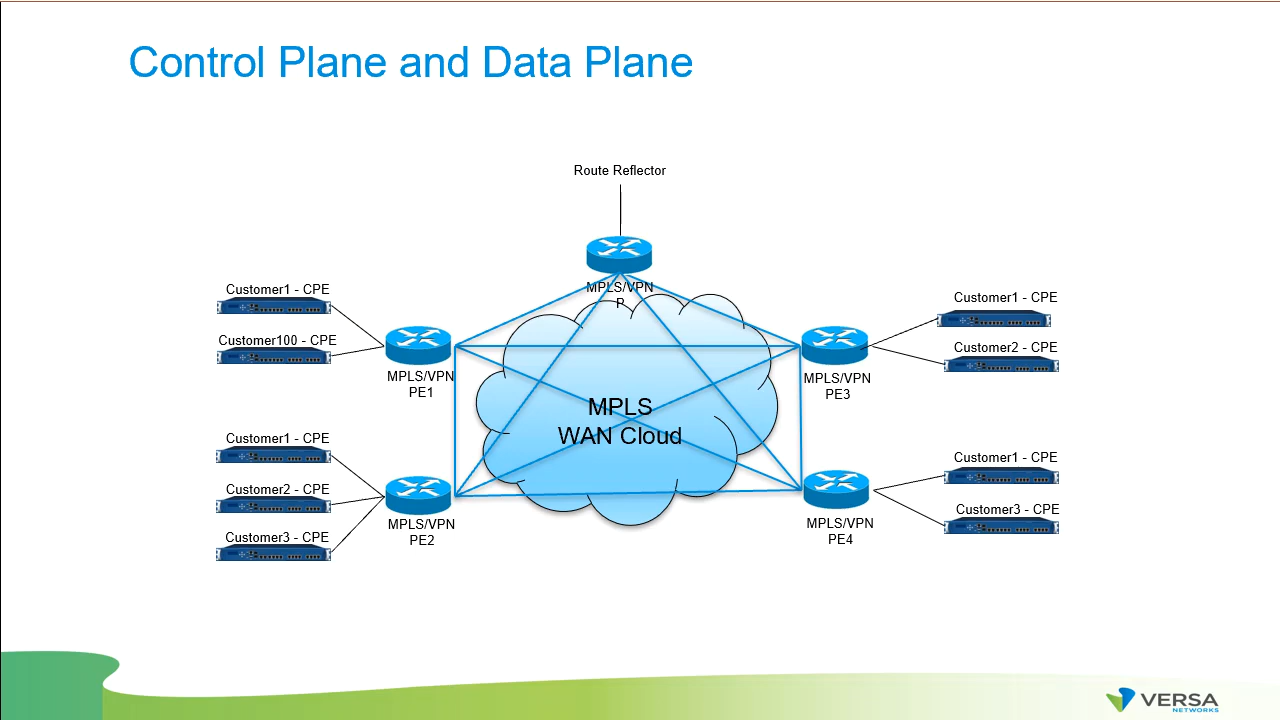 Control Plane and Data Plane
Route Reflector
MPLS/VPN
P
Customer1 - CPE
Customer100 - CPE
MPLS/VPN
PE1
Customer1 - CPE
Customer2 - CPE
MPLS/VPN
PE3
MPLS
WAN Cloud
Customer1 - CPE
Customer2 - CPE
Customer3 - CPE
MPLS/VPN
PE2
Customer1 - CPE
Customer3 - CPE
MPLS/VPN
PE4
VERSA
NETWORKS